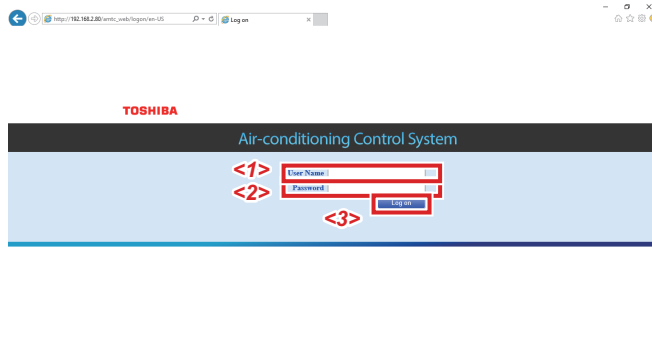 http://192.168.2.80/amtc_web/logon/en-US
Log on
TOSHIBA
Air-conditioning Control System
<1>
User Name
<2>
Password
Log on
<3>